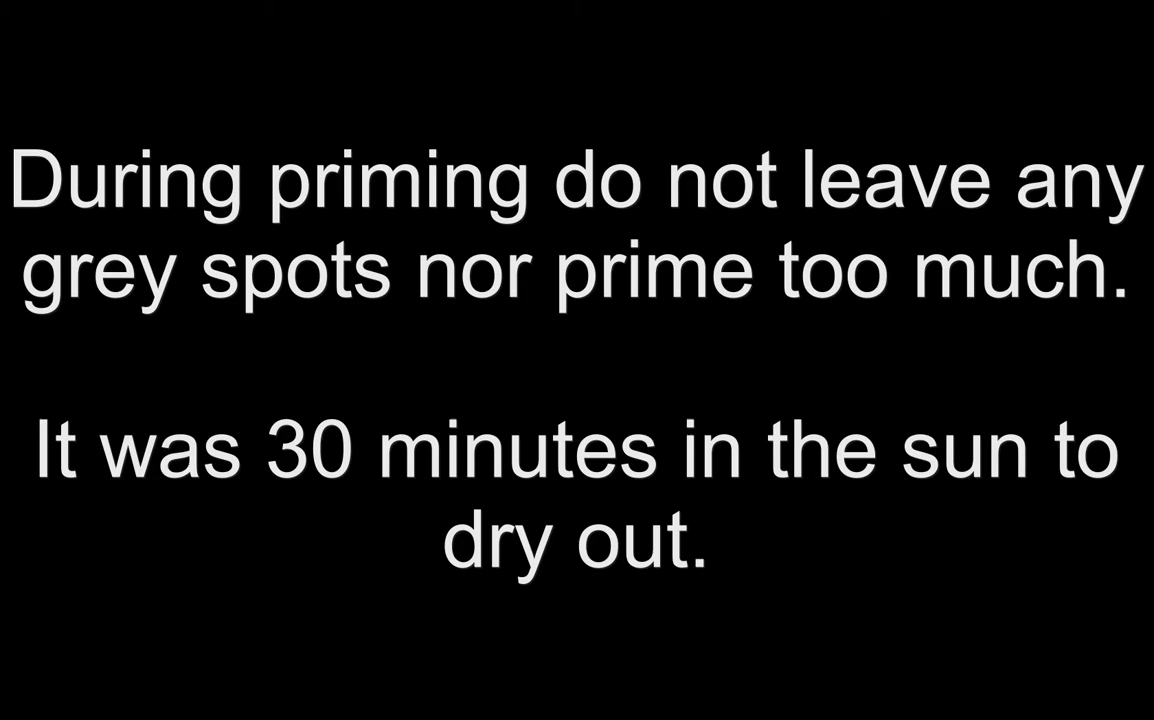 During priming do not leave any
grey spots nor prime too much.
It was 30 minutes in the sun to
dry out.